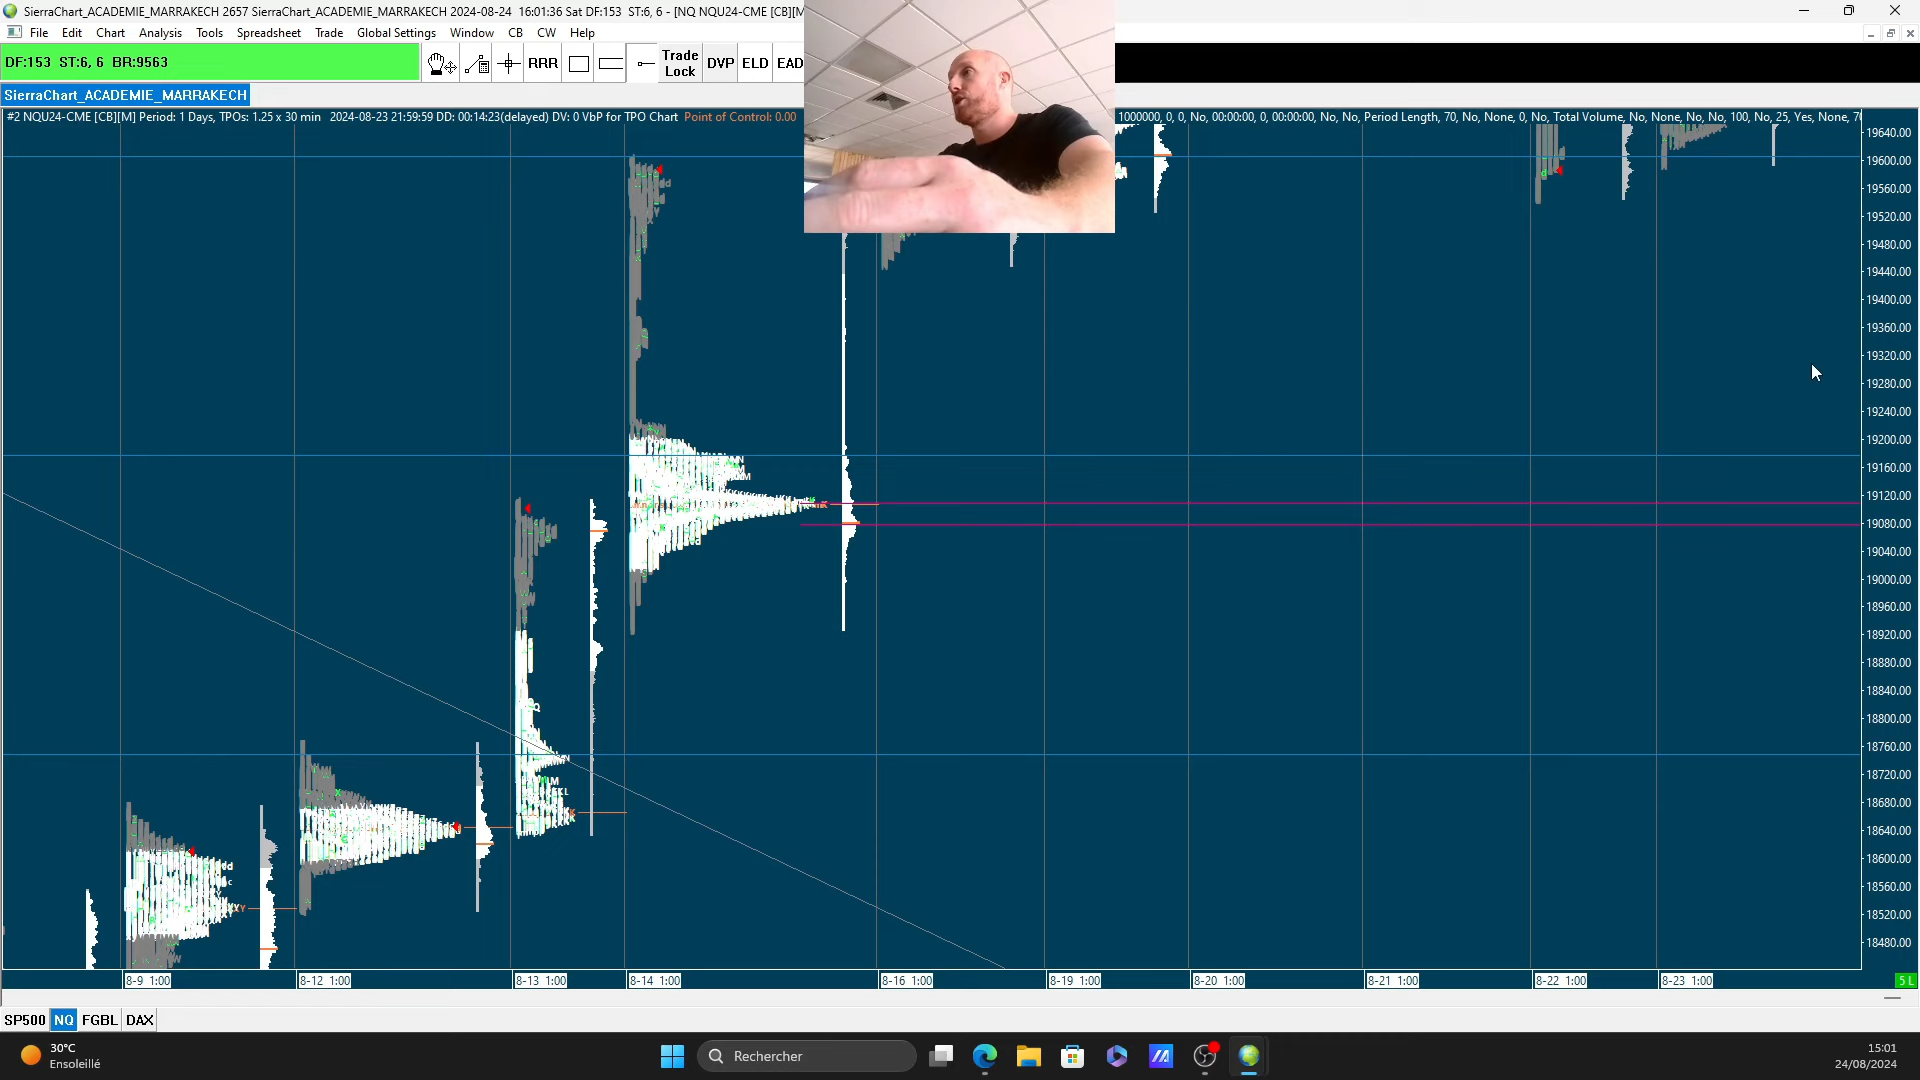 SierraChart_ACADEMIE_MARRAKECH 2657 SierraChart_ACADEMIE_MARRAKECH 2024-08-24 16:01:36 Sat DF:153 ST:6, 6 - [NQ NQU24-CME [CB][M
File Edit Chart Analysis Tools Spreadsheet Trade Global Settings Window CB CW Help
DF:153 ST:6, 6 BR:9563
RRR
Trade Lock
DVP
ELD
EAD
SierraChart_ACADEMIE_MARRAKECH
#2 NQU24-CME [CB][M] Period: 1 Days, TPOs: 1.25 x 30 min 2024-08-23 21:59:59 DD: 00:14:23(delayed) DV: 0 VbP for TPO Chart Point of Control: 0.00
1000000, 0, 0, No, 00:00:00, 0, 00:00:00, No, No, Period Length, 70, No, None, 0, No, Total Volume, No, None, No, No, 100, No, 25, Yes, None, 70
19640.00
19600.00
19560.00
19520.00
19480.00
19440.00
19400.00
19360.00
19320.00
19280.00
19240.00
19200.00
19160.00
19120.00
19080.00
19040.00
19000.00
18960.00
18920.00
18880.00
18840.00
18800.00
18760.00
18720.00
18680.00
18640.00
18600.00
18560.00
18520.00
18480.00
8-9 1:00
8-12 1:00
8-13 1:00
8-14 1:00
8-16 1:00
8-19 1:00
8-20 1:00
8-21 1:00
8-22 1:00
8-23 1:00
5 L
SP500 NQ FGBL DAX
30°C
Ensoleillé
Rechercher
15:01
24/08/2024